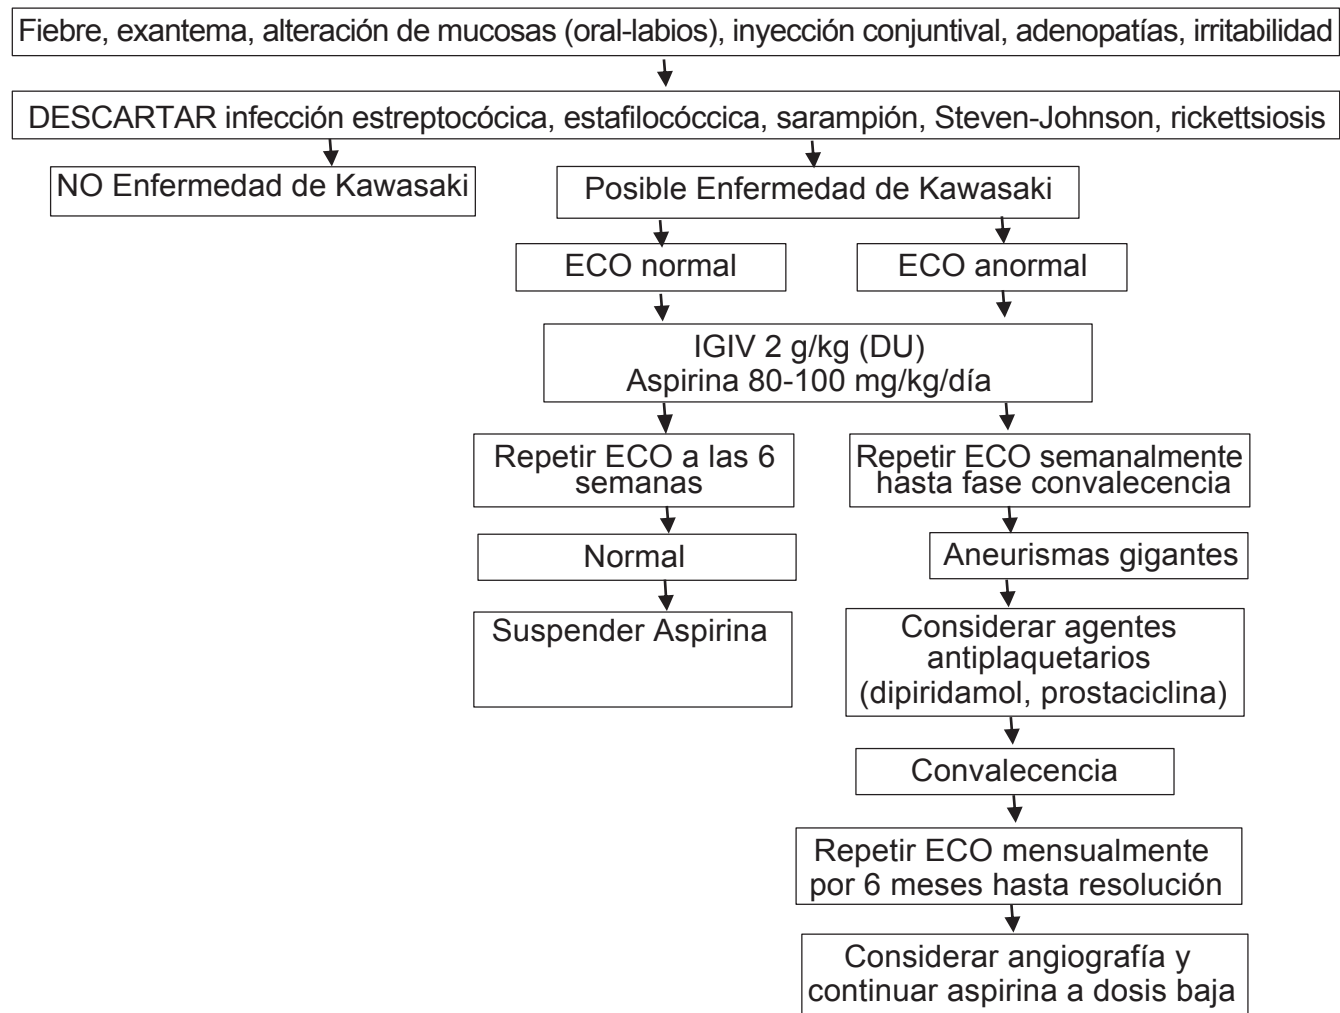 Fiebre, exantema, alteración de mucosas (oral-labios), inyección conjuntival, adenopatías, irritabilidad
DESCARTAR infección estreptocócica, estafilocóccica, sarampión, Steven-Johnson, rickettsiosis
NO Enfermedad de Kawasaki
Posible Enfermedad de Kawasaki
ECO normal
ECO anormal
IGIV 2 g/kg (DU)
Aspirina 80-100 mg/kg/día
Repetir ECO a las 6
semanas
Repetir ECO semanalmente
hasta fase convalecencia
Normal
Aneurismas gigantes
Suspender Aspirina
Considerar agentes
antiplaquetarios
(dipiridamol, prostaciclina)
Convalecencia
Repetir ECO mensualmente
por 6 meses hasta resolución
Considerar angiografía y
continuar aspirina a dosis baja